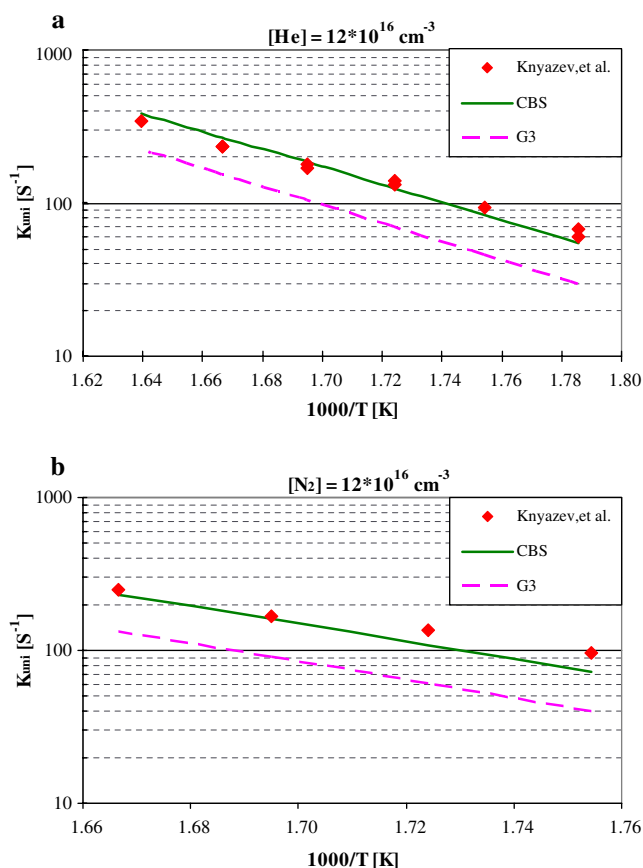 a
[He] = 12*10^16 cm^-3
1000
100
10
K_uni [S^-1]
Knyazev,et al.
CBS
G3
1.62 1.64 1.66 1.68 1.70 1.72 1.74 1.76 1.78 1.80
1000/T [K]
b
[N₂] = 12*10^16 cm^-3
1000
100
10
K_uni [S^-1]
Knyazev,et al.
CBS
G3
1.66 1.68 1.70 1.72 1.74 1.76
1000/T [K]